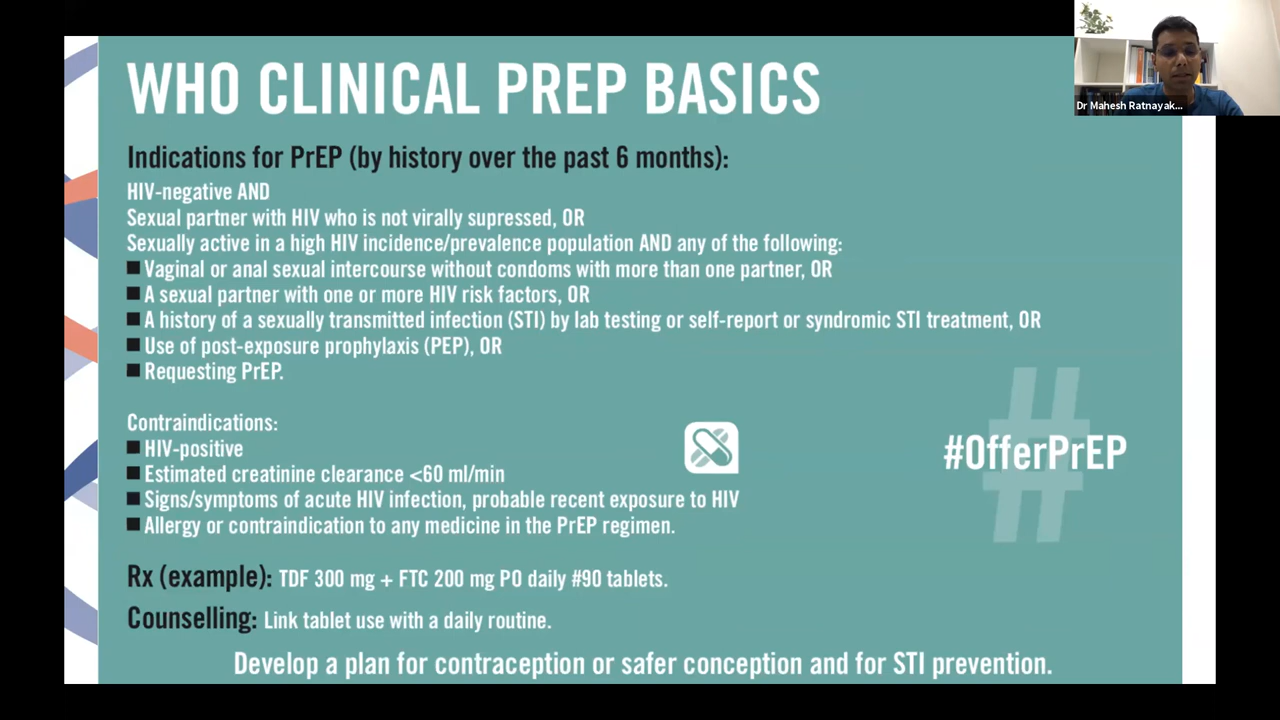 WHO CLINICAL PREP BASICS
Dr Mahesh Ratnayak...
Indications for PrEP (by history over the past 6 months):
HIV-negative AND
Sexual partner with HIV who is not virally supressed, OR
Sexually active in a high HIV incidence/prevalence population AND any of the following:
Vaginal or anal sexual intercourse without condoms with more than one partner, OR
A sexual partner with one or more HIV risk factors, OR
A history of a sexually transmitted infection (STI) by lab testing or self-report or syndromic STI treatment, OR
Use of post-exposure prophylaxis (PEP), OR
Requesting PrEP.
Contraindications:
HIV-positive
Estimated creatinine clearance <60 ml/min
Signs/symptoms of acute HIV infection, probable recent exposure to HIV
Allergy or contraindication to any medicine in the PrEP regimen.
#
#OfferPrEP
Rx (example): TDF 300 mg + FTC 200 mg PO daily #90 tablets.
Counselling: Link tablet use with a daily routine.
Develop a plan for contraception or safer conception and for STI prevention.